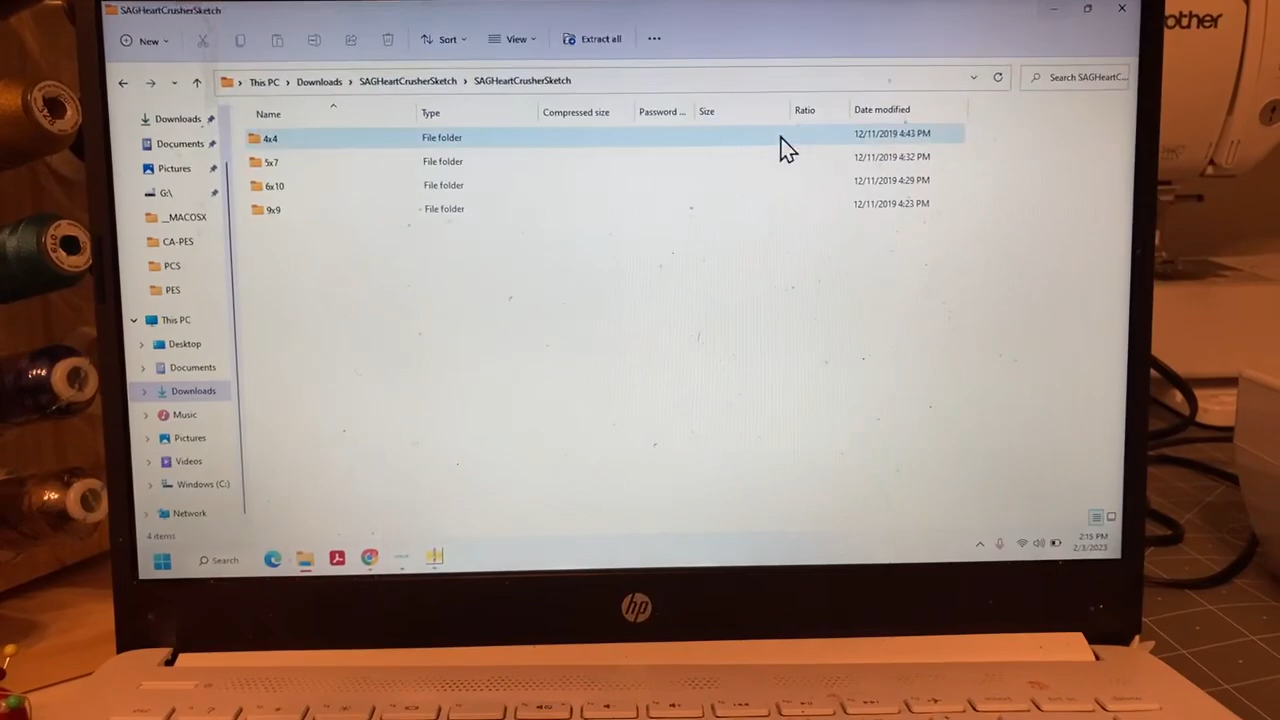 SAGHeartCrusherSketch
New
Sort
View
Extract all
This PC > Downloads > SAGHeartCrusherSketch > SAGHeartCrusherSketch
Search SAGHeartC...
Name Type Compressed size Password ... Size Ratio Date modified
4x4 File folder 12/11/2019 4:43 PM
5x7 File folder 12/11/2019 4:32 PM
6x10 File folder 12/11/2019 4:29 PM
9x9 File folder 12/11/2019 4:23 PM
Downloads
Documents
Pictures
G:\
__MACOSX
CA-PES
PCS
PES
This PC
Desktop
Documents
Downloads
Music
Pictures
Videos
Windows (C:)
Network
4 items
Search
2:15 PM
2/3/2023
hp
other